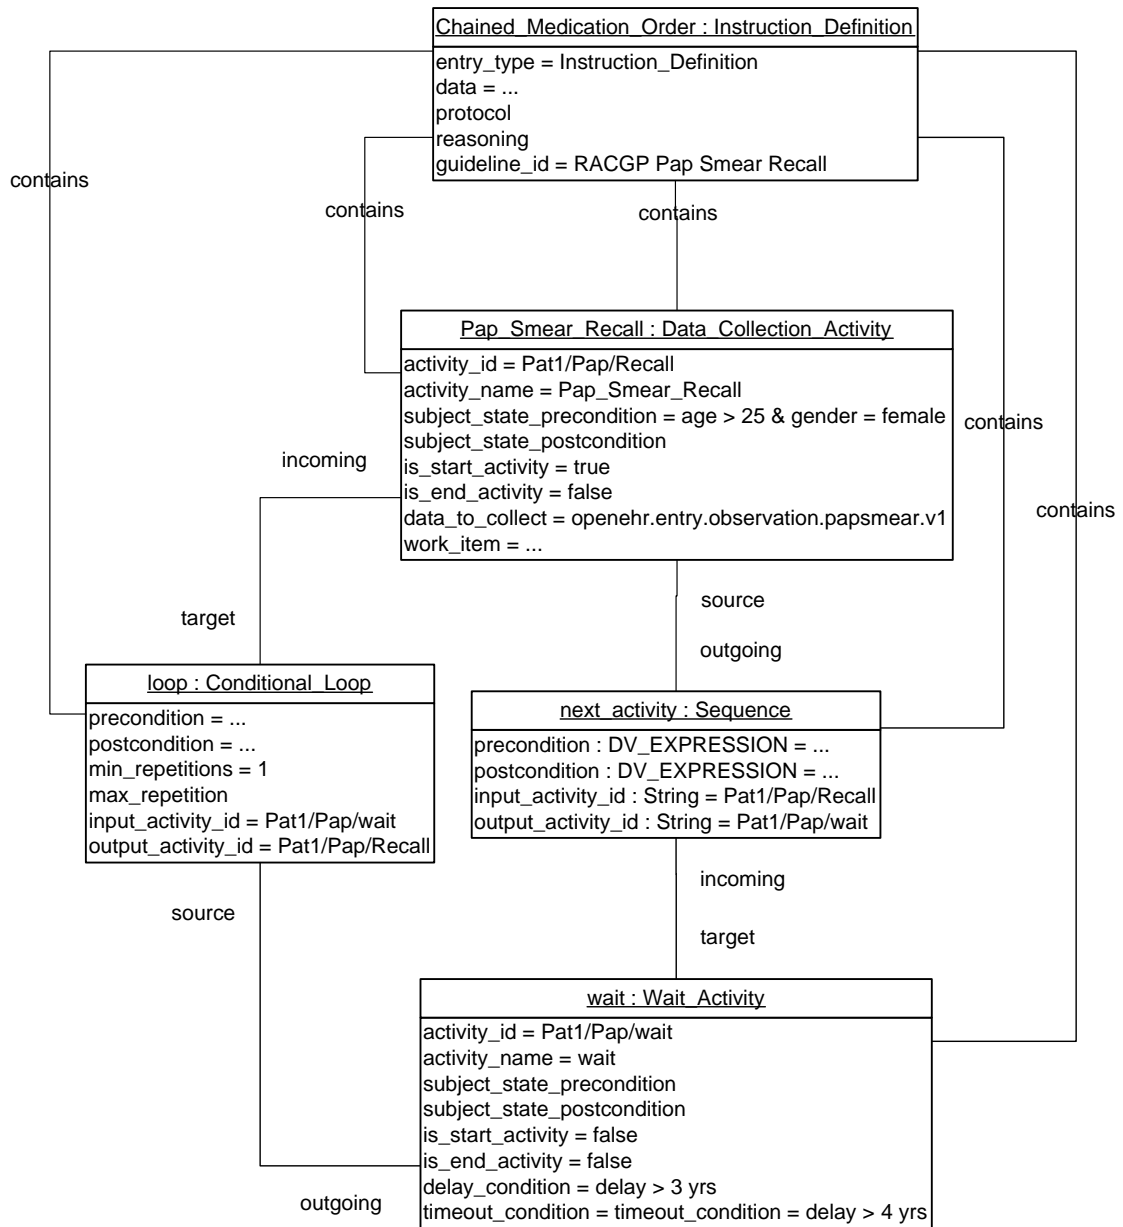 Chained_Medication_Order : Instruction_Definition
entry_type = Instruction_Definition
data = ...
protocol
reasoning
guideline_id = RACGP Pap Smear Recall
contains
contains
contains
Pap_Smear_Recall : Data_Collection_Activity
activity_id = Pat1/Pap/Recall
activity_name = Pap_Smear_Recall
subject_state_precondition = age > 25 & gender = female
subject_state_postcondition
is_start_activity = true
is_end_activity = false
data_to_collect = openehr.entry.observation.papsmear.v1
work_item = ...
contains
incoming
contains
source
target
outgoing
loop : Conditional_Loop
precondition = ...
postcondition = ...
min_repetitions = 1
max_repetition
input_activity_id = Pat1/Pap/wait
output_activity_id = Pat1/Pap/Recall
next_activity : Sequence
precondition : DV_EXPRESSION = ...
postcondition : DV_EXPRESSION = ...
input_activity_id : String = Pat1/Pap/Recall
output_activity_id : String = Pat1/Pap/wait
incoming
source
target
wait : Wait_Activity
activity_id = Pat1/Pap/wait
activity_name = wait
subject_state_precondition
subject_state_postcondition
is_start_activity = false
is_end_activity = false
delay_condition = delay > 3 yrs
timeout_condition = timeout_condition = delay > 4 yrs
outgoing